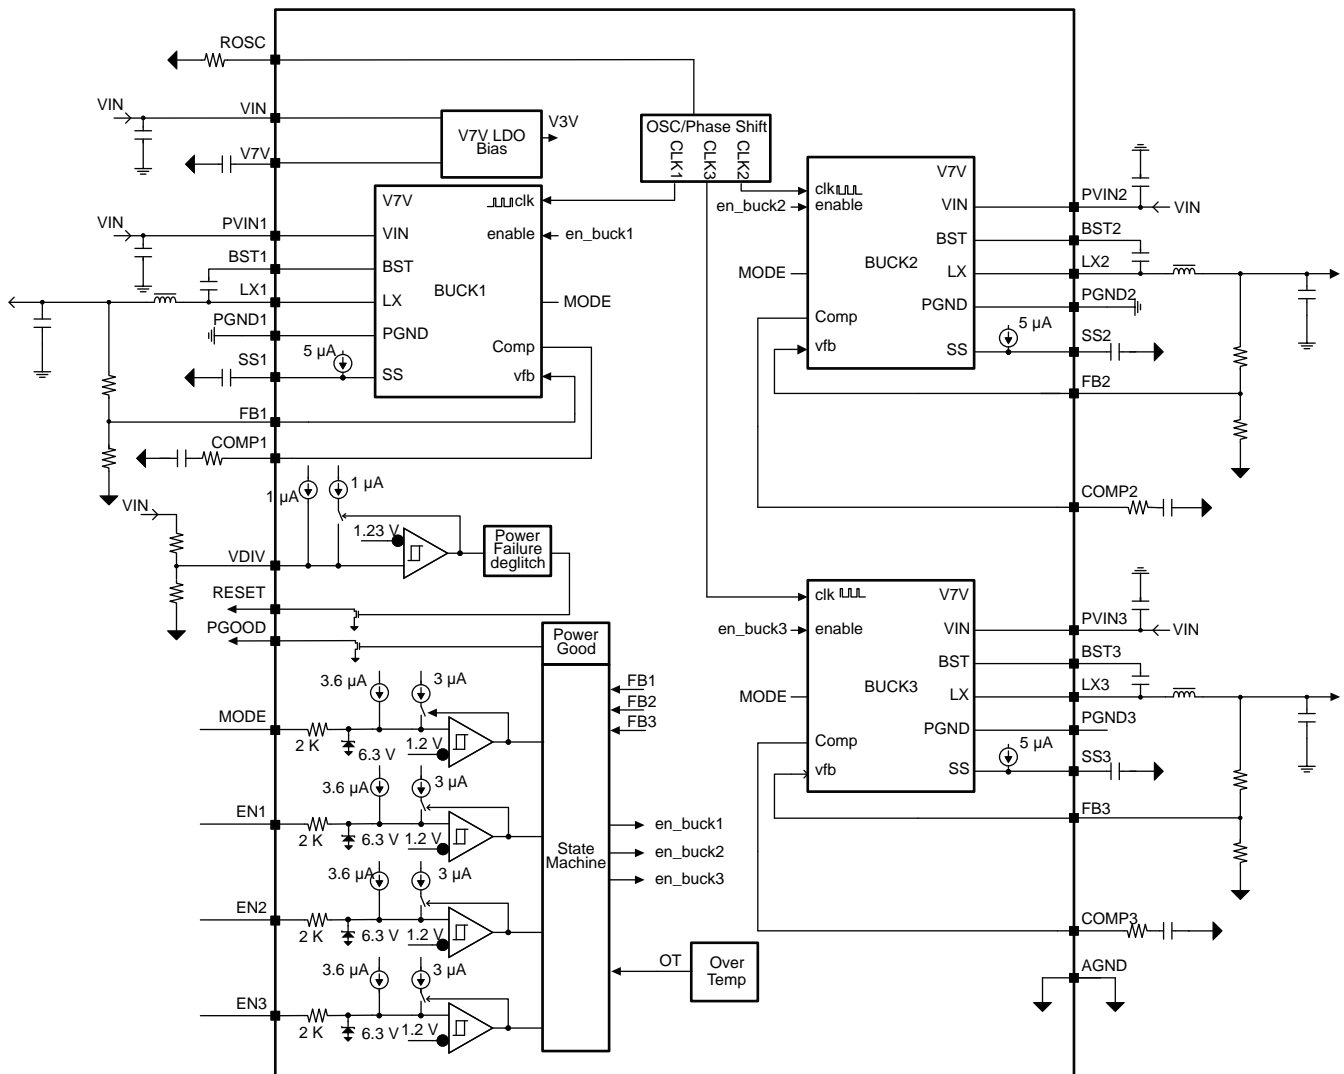 ROSC
VIN
VIN
V7V
V7V LDO
Bias
V3V
OSC/Phase Shift
CLK1
CLK3
CLK2
VIN
PVIN1
BST1
LX1
PGND1
SS1
FB1
COMP1
5 µA
V7V
clk
VIN
enable
en_buck1
BST
BUCK1
LX
MODE
PGND
Comp
SS
vfb
V7V
clk
en_buck2
enable
VIN
BST
MODE
BUCK2
LX
PGND
Comp
5 µA
vfb
SS
PVIN2
VIN
BST2
LX2
PGND2
SS2
FB2
COMP2
VIN
VDIV
1 µA
1 µA
1.23 V
Power
Failure
deglitch
RESET
PGOOD
Power
Good
FB1
FB2
FB3
MODE
2 K
3.6 µA
3 µA
6.3 V
1.2 V
EN1
2 K
3.6 µA
3 µA
6.3 V
1.2 V
EN2
2 K
3.6 µA
3 µA
6.3 V
1.2 V
EN3
2 K
3.6 µA
3 µA
6.3 V
1.2 V
State
Machine
en_buck1
en_buck2
en_buck3
OT
Over
Temp
clk
V7V
en_buck3
enable
VIN
BST
MODE
BUCK3
LX
PGND
Comp
5 µA
vfb
SS
PVIN3
VIN
BST3
LX3
PGND3
SS3
FB3
COMP3
AGND